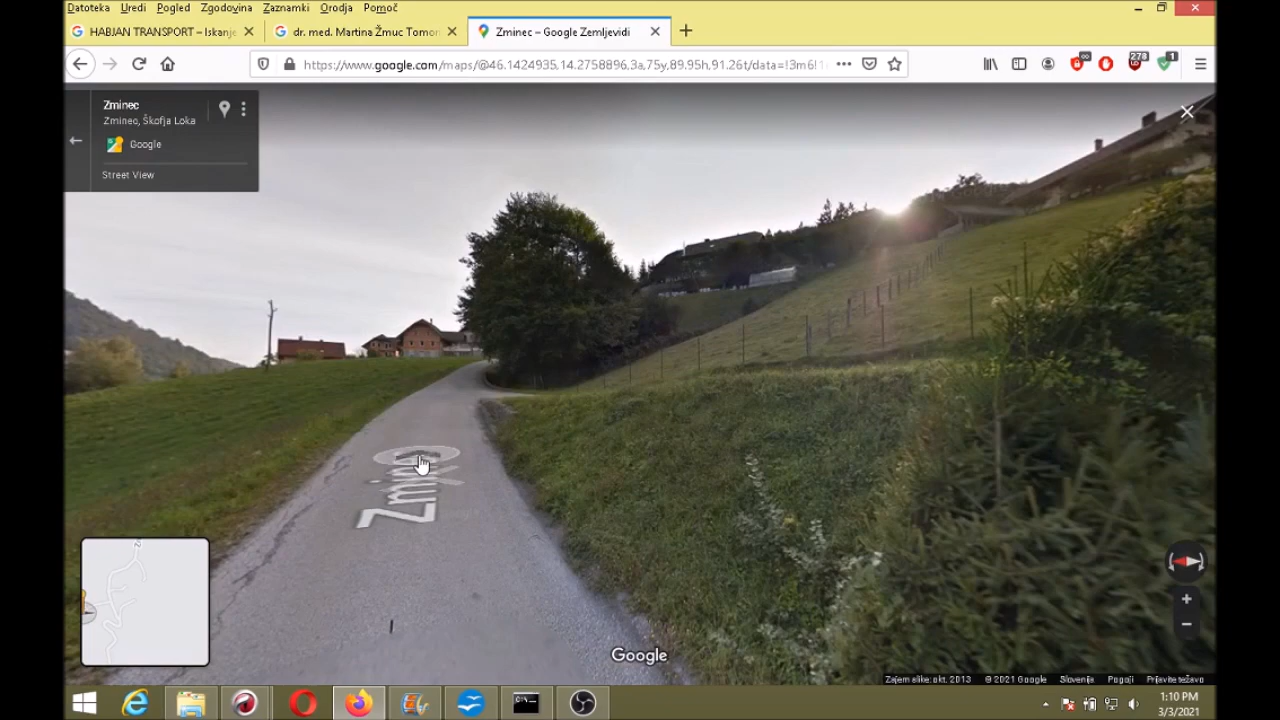 Datoteka Uredi Pogled Zgodovina Zaznamki Orodja Pomoč
HABJAN TRANSPORT – Iskanje
dr. med. Martina Žmuc Tomor
Zminec – Google Zemljevidi
https://www.google.com/maps/@46.1424935,14.2758896,3a,75y,89.95h,91.26t/data=!3m6!1
273
1
Zminec
Zminec, Škofja Loka
Google
Street View
Zminec
Google
Zajem slike: okt. 2013 © 2021 Google Slovenija Pogoji Prijavite težavo
1:10 PM
3/3/2021